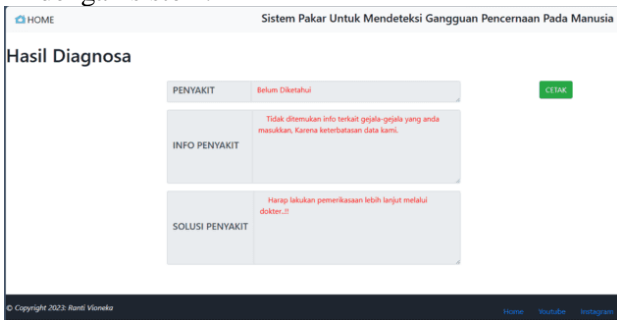 HOME
Sistem Pakar Untuk Mendeteksi Gangguan Pencernaan Pada Manusia
Hasil Diagnosa
PENYAKIT
Belum Diketahui
CETAK
INFO PENYAKIT
Tidak ditemukan info terkait gejala-gejala yang anda
masukkan, Karena keterbatasan data kami.
SOLUSI PENYAKIT
Harap lakukan pemerikasaan lebih lanjut melalui
dokter..!!
© Copyright 2023: Ranti Vioneka
Home Youtube Instagram